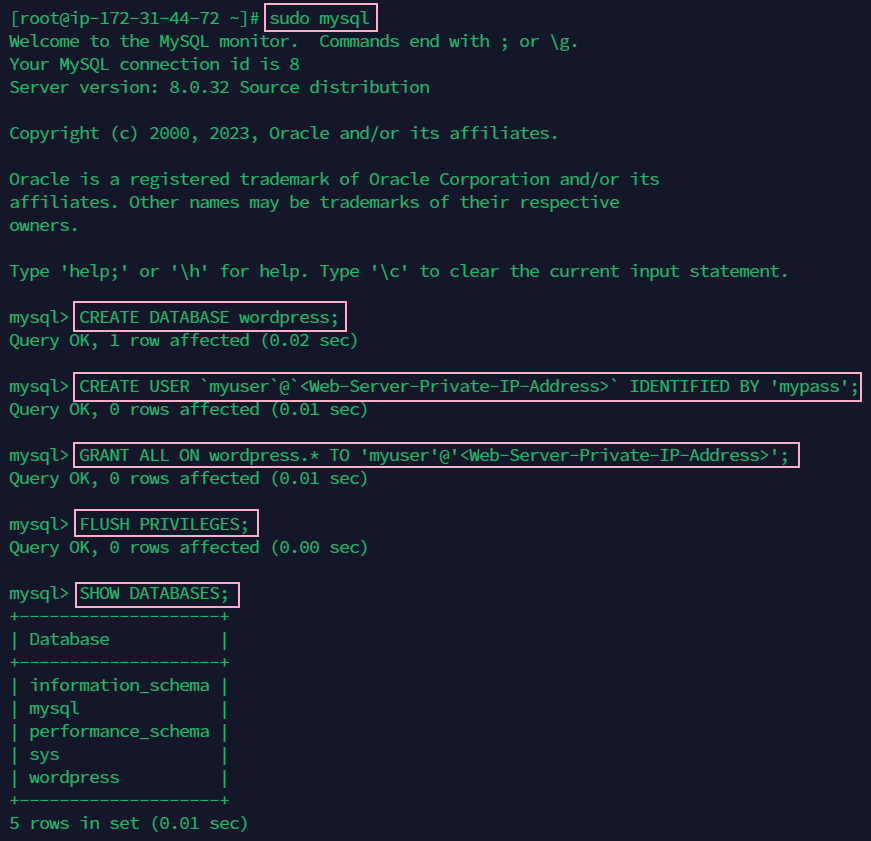 [root@ip-172-31-44-72 ~]# sudo mysql
Welcome to the MySQL monitor.  Commands end with ; or \g.
Your MySQL connection id is 8
Server version: 8.0.32 Source distribution

Copyright (c) 2000, 2023, Oracle and/or its affiliates.

Oracle is a registered trademark of Oracle Corporation and/or its
affiliates. Other names may be trademarks of their respective
owners.

Type 'help;' or '\h' for help. Type '\c' to clear the current input statement.

mysql> CREATE DATABASE wordpress;
Query OK, 1 row affected (0.02 sec)

mysql> CREATE USER `myuser`@`<Web-Server-Private-IP-Address>` IDENTIFIED BY 'mypass';
Query OK, 0 rows affected (0.01 sec)

mysql> GRANT ALL ON wordpress.* TO 'myuser'@'<Web-Server-Private-IP-Address>';
Query OK, 0 rows affected (0.01 sec)

mysql> FLUSH PRIVILEGES;
Query OK, 0 rows affected (0.00 sec)

mysql> SHOW DATABASES;
+--------------------+
| Database           |
+--------------------+
| information_schema |
| mysql              |
| performance_schema |
| sys                |
| wordpress          |
+--------------------+
5 rows in set (0.01 sec)